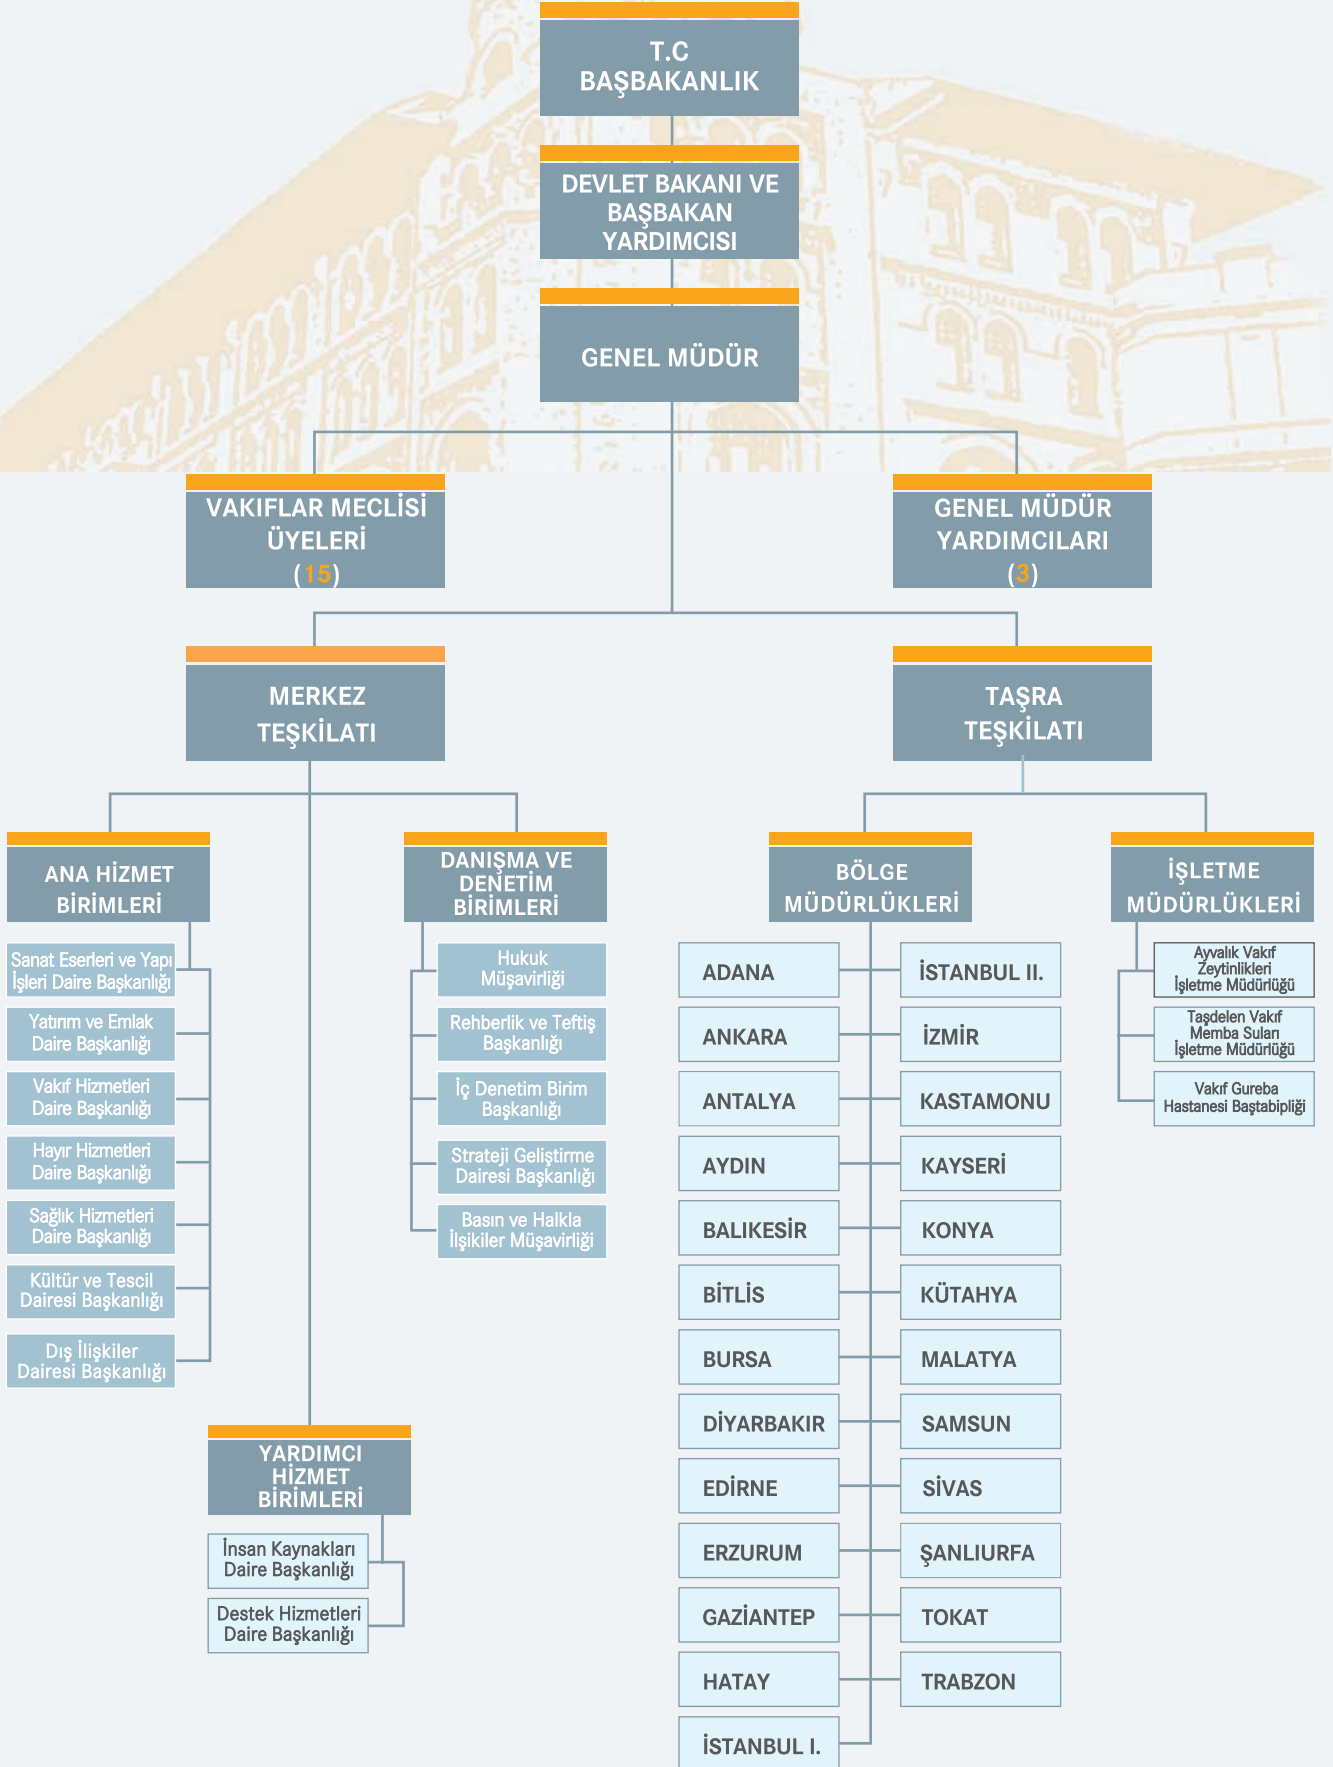 T.C
BAŞBAKANLIK
DEVLET BAKANI VE
BAŞBAKAN
YARDIMCISI
GENEL MÜDÜR
VAKIFLAR MECLİSİ
ÜYELERİ
(15)
GENEL MÜDÜR
YARDIMCILARI
(3)
MERKEZ
TEŞKİLATI
TAŞRA
TEŞKİLATI
ANA HİZMET
BİRİMLERİ
Sanat Eserleri ve Yapı
İşleri Daire Başkanlığı
Yatırım ve Emlak
Daire Başkanlığı
Vakıf Hizmetleri
Daire Başkanlığı
Hayır Hizmetleri
Daire Başkanlığı
Sağlık Hizmetleri
Daire Başkanlığı
Kültür ve Tescil
Dairesi Başkanlığı
Dış İlişkiler
Dairesi Başkanlığı
DANIŞMA VE
DENETİM
BİRİMLERİ
Hukuk
Müşavirliği
Rehberlik ve Teftiş
Başkanlığı
İç Denetim Birim
Başkanlığı
Strateji Geliştirme
Dairesi Başkanlığı
Basın ve Halkla
İlşikiler Müşavirliği
YARDIMCI
HİZMET
BİRİMLERİ
İnsan Kaynakları
Daire Başkanlığı
Destek Hizmetleri
Daire Başkanlığı
BÖLGE
MÜDÜRLÜKLERİ
ADANA
ANKARA
ANTALYA
AYDIN
BALIKESİR
BİTLİS
BURSA
DİYARBAKIR
EDİRNE
ERZURUM
GAZİANTEP
HATAY
İSTANBUL I.
İSTANBUL II.
İZMİR
KASTAMONU
KAYSERİ
KONYA
KÜTAHYA
MALATYA
SAMSUN
SİVAS
ŞANLIURFA
TOKAT
TRABZON
İŞLETME
MÜDÜRLÜKLERİ
Ayvalık Vakıf
Zeytinlikleri
İşletme Müdürlüğü
Taşdelen Vakıf
Memba Suları
İşletme Müdürlüğü
Vakıf Gureba
Hastanesi Baştabipliği